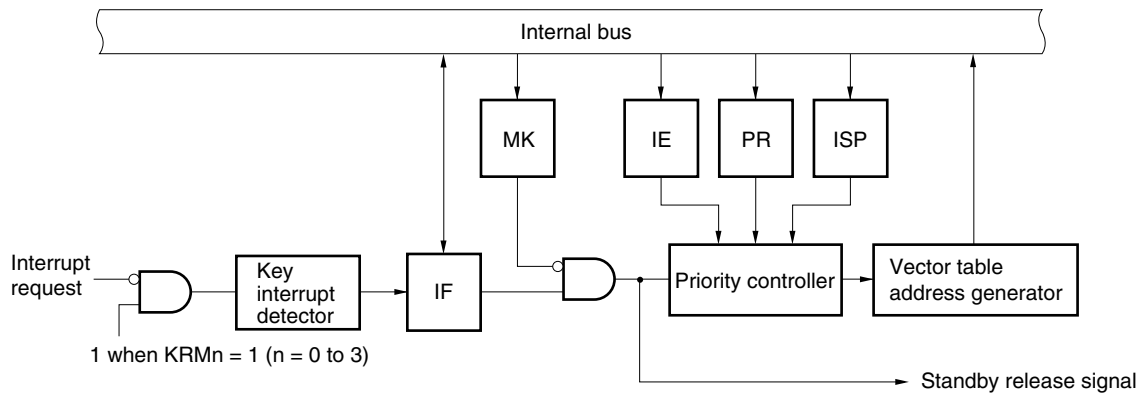 Internal bus
MK
IE
PR
ISP
Interrupt
request
Key
interrupt
detector
IF
Priority controller
Vector table
address generator
1 when KRMn = 1 (n = 0 to 3)
Standby release signal